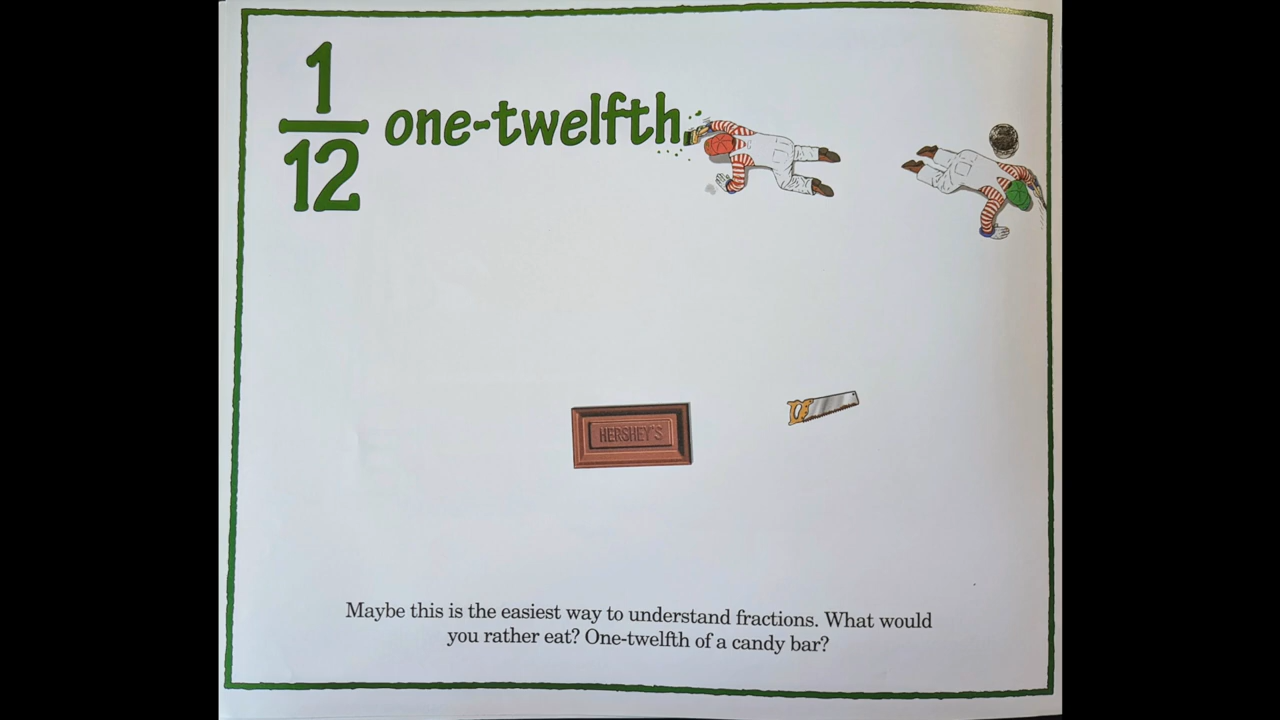 1
12
one-twelfth
HERSHEY'S
Maybe this is the easiest way to understand fractions. What would
you rather eat? One-twelfth of a candy bar?